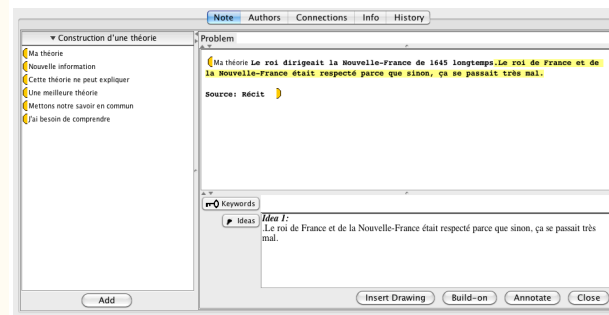 Note Authors Connections Info History
▼ Construction d'une théorie
Ma théorie
Nouvelle information
Cette théorie ne peut expliquer
Une meilleure théorie
Mettons notre savoir en commun
J'ai besoin de comprendre
Add
Problem
Ma théorie Le roi dirigeait la Nouvelle-France de 1645 longtemps.Le roi de France et de
la Nouvelle-France était respecté parce que sinon, ça se passait très mal.
Source: Récit
Keywords
Ideas
Idea 1:
.Le roi de France et de la Nouvelle-France était respecté parce que sinon, ça se passait très
mal.
Insert Drawing Build-on Annotate Close